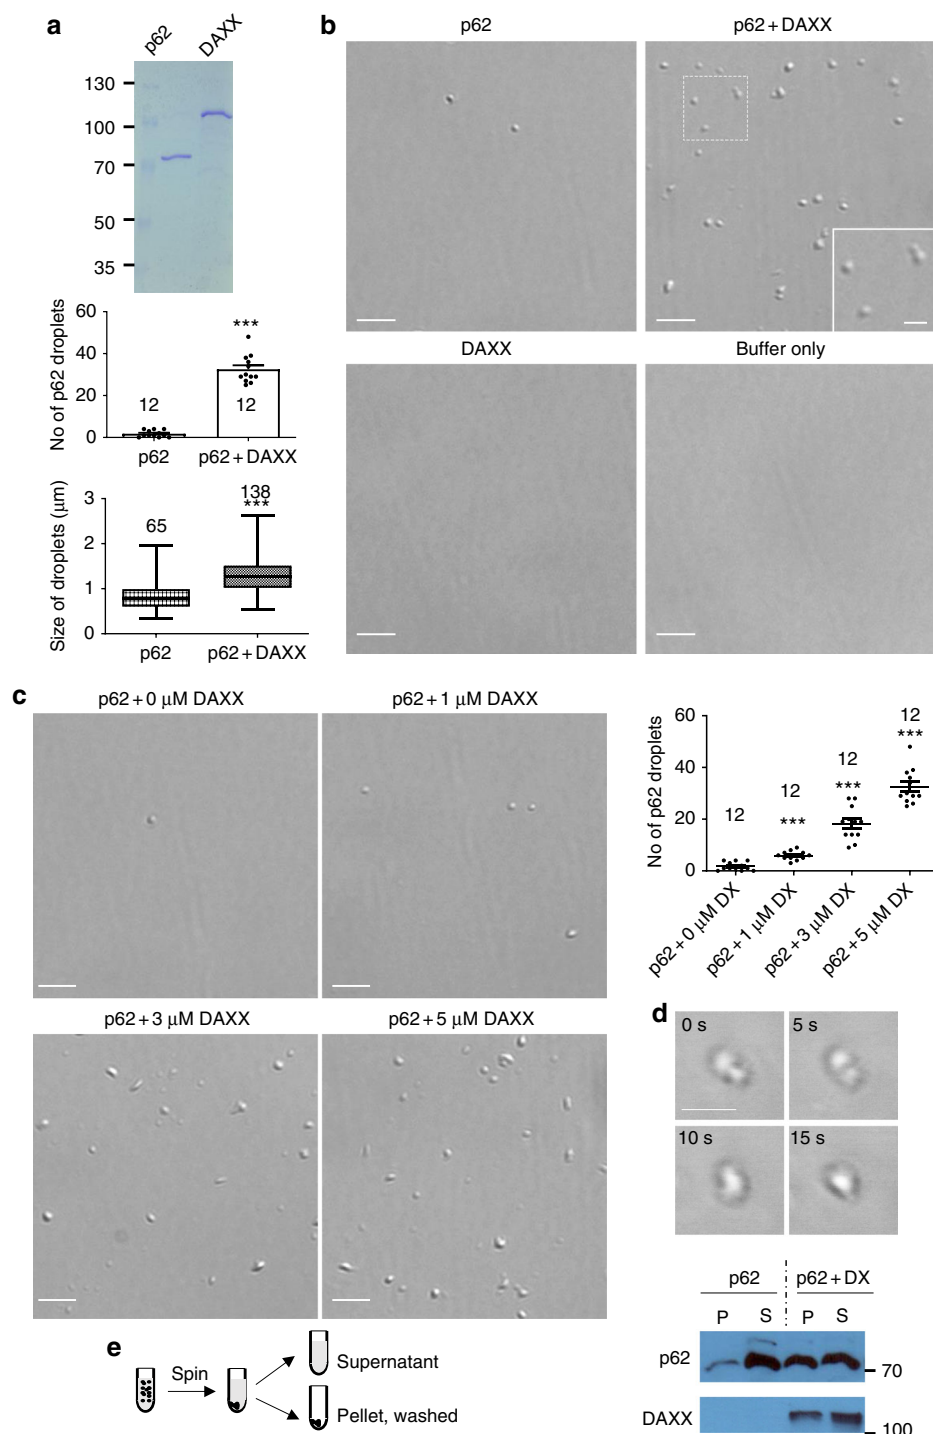 a
p62
DAXX
130
100
70
50
35
No of p62 droplets
60
40
20
0
12
***
12
p62
p62 + DAXX
Size of droplets (μm)
3
2
1
0
65
138
***
p62
p62 + DAXX
b
p62
p62 + DAXX
DAXX
Buffer only
c
p62 + 0 μM DAXX
p62 + 1 μM DAXX
p62 + 3 μM DAXX
p62 + 5 μM DAXX
No of p62 droplets
60
40
20
0
12
12
***
12
***
12
***
p62 + 0 μM DX
p62 + 1 μM DX
p62 + 3 μM DX
p62 + 5 μM DX
d
0 s
5 s
10 s
15 s
e
Spin
Supernatant
Pellet, washed
p62
p62 + DX
P
S
P
S
p62
70
DAXX
100